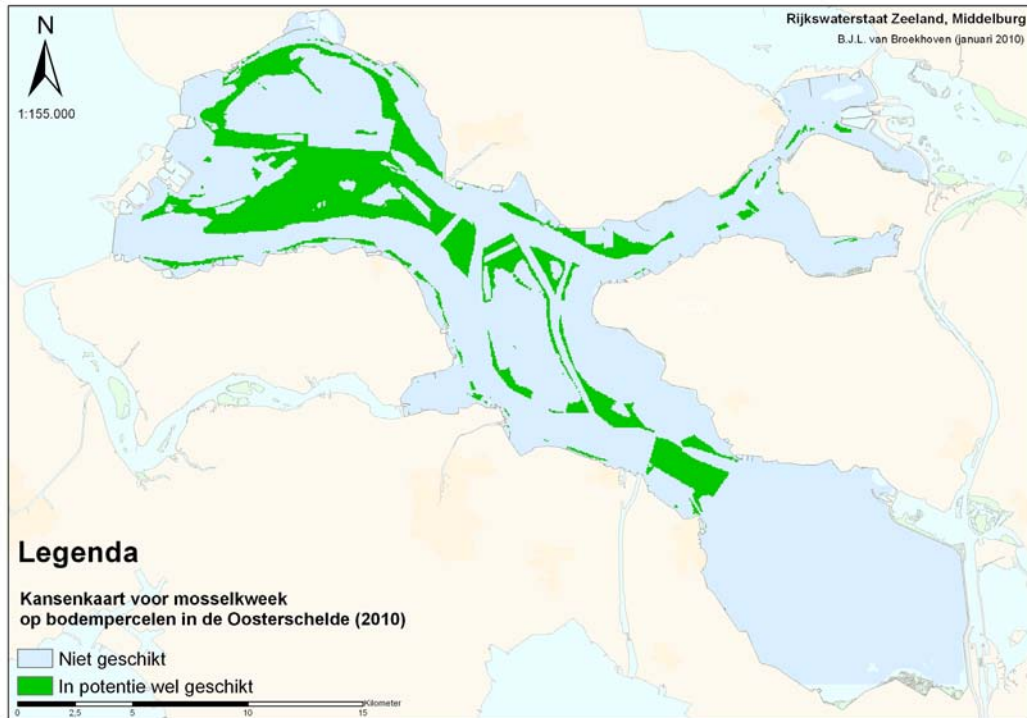 N
1:155.000
Rijkswaterstaat Zeeland, Middelburg
B.J.L. van Broekhoven (januari 2010)
Legenda
Kansenkaart voor mosselkweek
op bodempercelen in de Oosterschelde (2010)
Niet geschikt
In potentie wel geschikt
Kilometer
0 2,5 5 10 15